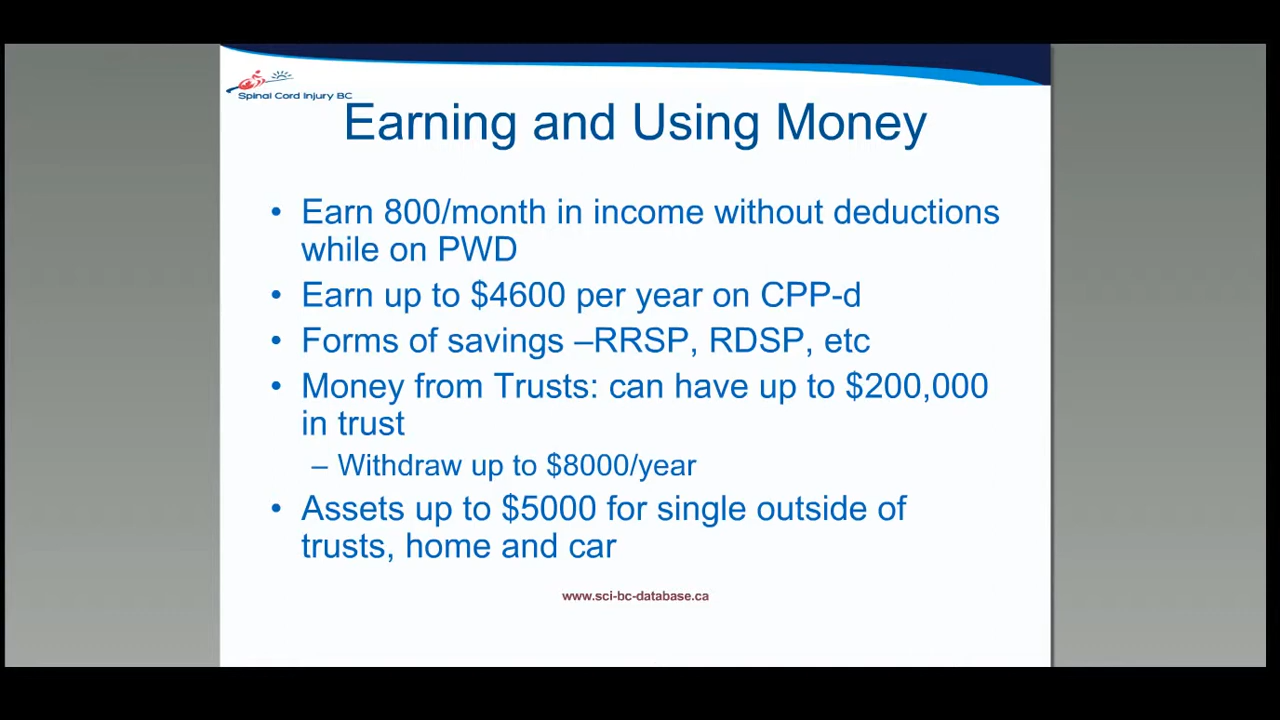 Spinal Cord Injury BC
Earning and Using Money
• Earn 800/month in income without deductions
while on PWD
• Earn up to $4600 per year on CPP-d
• Forms of savings –RRSP, RDSP, etc
• Money from Trusts: can have up to $200,000
in trust
– Withdraw up to $8000/year
• Assets up to $5000 for single outside of
trusts, home and car
www.sci-bc-database.ca